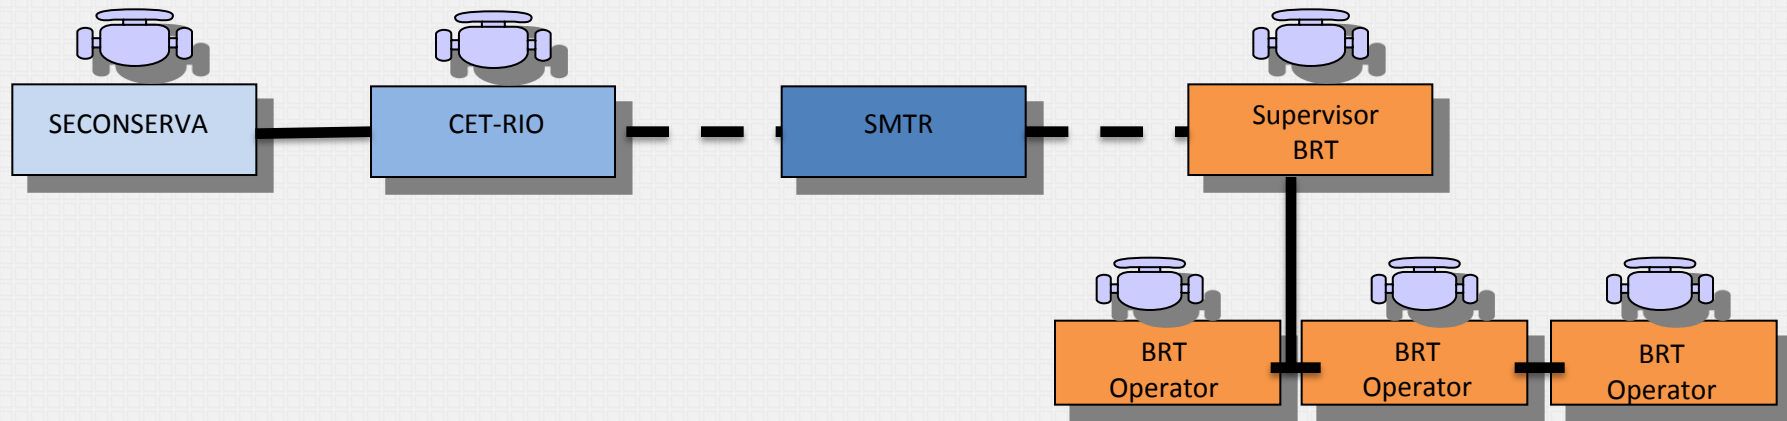 SECONSERVA
CET-RIO
SMTR
Supervisor
BRT
BRT
Operator
BRT
Operator
BRT
Operator